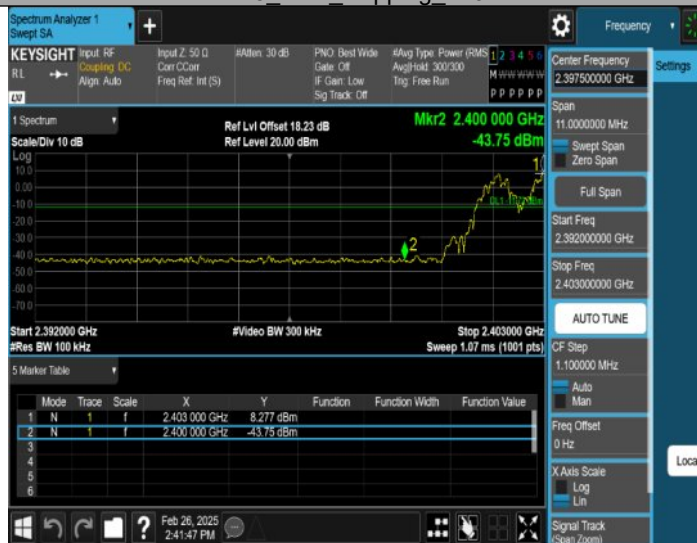 Spectrum Analyzer 1
Swept SA
+
Frequency
KEYSIGHT
RL
LXI
Input: RF
Coupling: DC
Align: Auto
Input Z: 50 Ω
Corr CCorr
Freq Ref: Int (S)
#Atten: 30 dB
PNO: Best Wide
Gate: Off
IF Gain: Low
Sig Track: Off
#Avg Type: Power (RMS
Avg|Hold: 300/300
Trig: Free Run
1 2 3 4 5 6
M W W W W W
P P P P P P
1 Spectrum
Scale/Div 10 dB
Log
Ref Lvl Offset 18.23 dB
Ref Level 20.00 dBm
Mkr2 2.400 000 GHz
-43.75 dBm
10.0
0.00
-10.0
-20.0
-30.0
-40.0
-50.0
-60.0
-70.0
1
2
Start 2.392000 GHz
#Res BW 100 kHz
#Video BW 300 kHz
Stop 2.403000 GHz
Sweep 1.07 ms (1001 pts)
5 Marker Table
Mode Trace Scale X Y Function Function Width Function Value
1 N 1 f 2.403 000 GHz 8.277 dBm
2 N 1 f 2.400 000 GHz -43.75 dBm
3
4
5
6
Feb 26, 2025
2:41:47 PM
Center Frequency
2.397500000 GHz
Settings
Span
11.0000000 MHz
Swept Span
Zero Span
Full Span
Start Freq
2.392000000 GHz
Stop Freq
2.403000000 GHz
AUTO TUNE
CF Step
1.100000 MHz
Auto
Man
Freq Offset
0 Hz
X Axis Scale
Log
Lin
Signal Track
(Span Zoom)
Loca